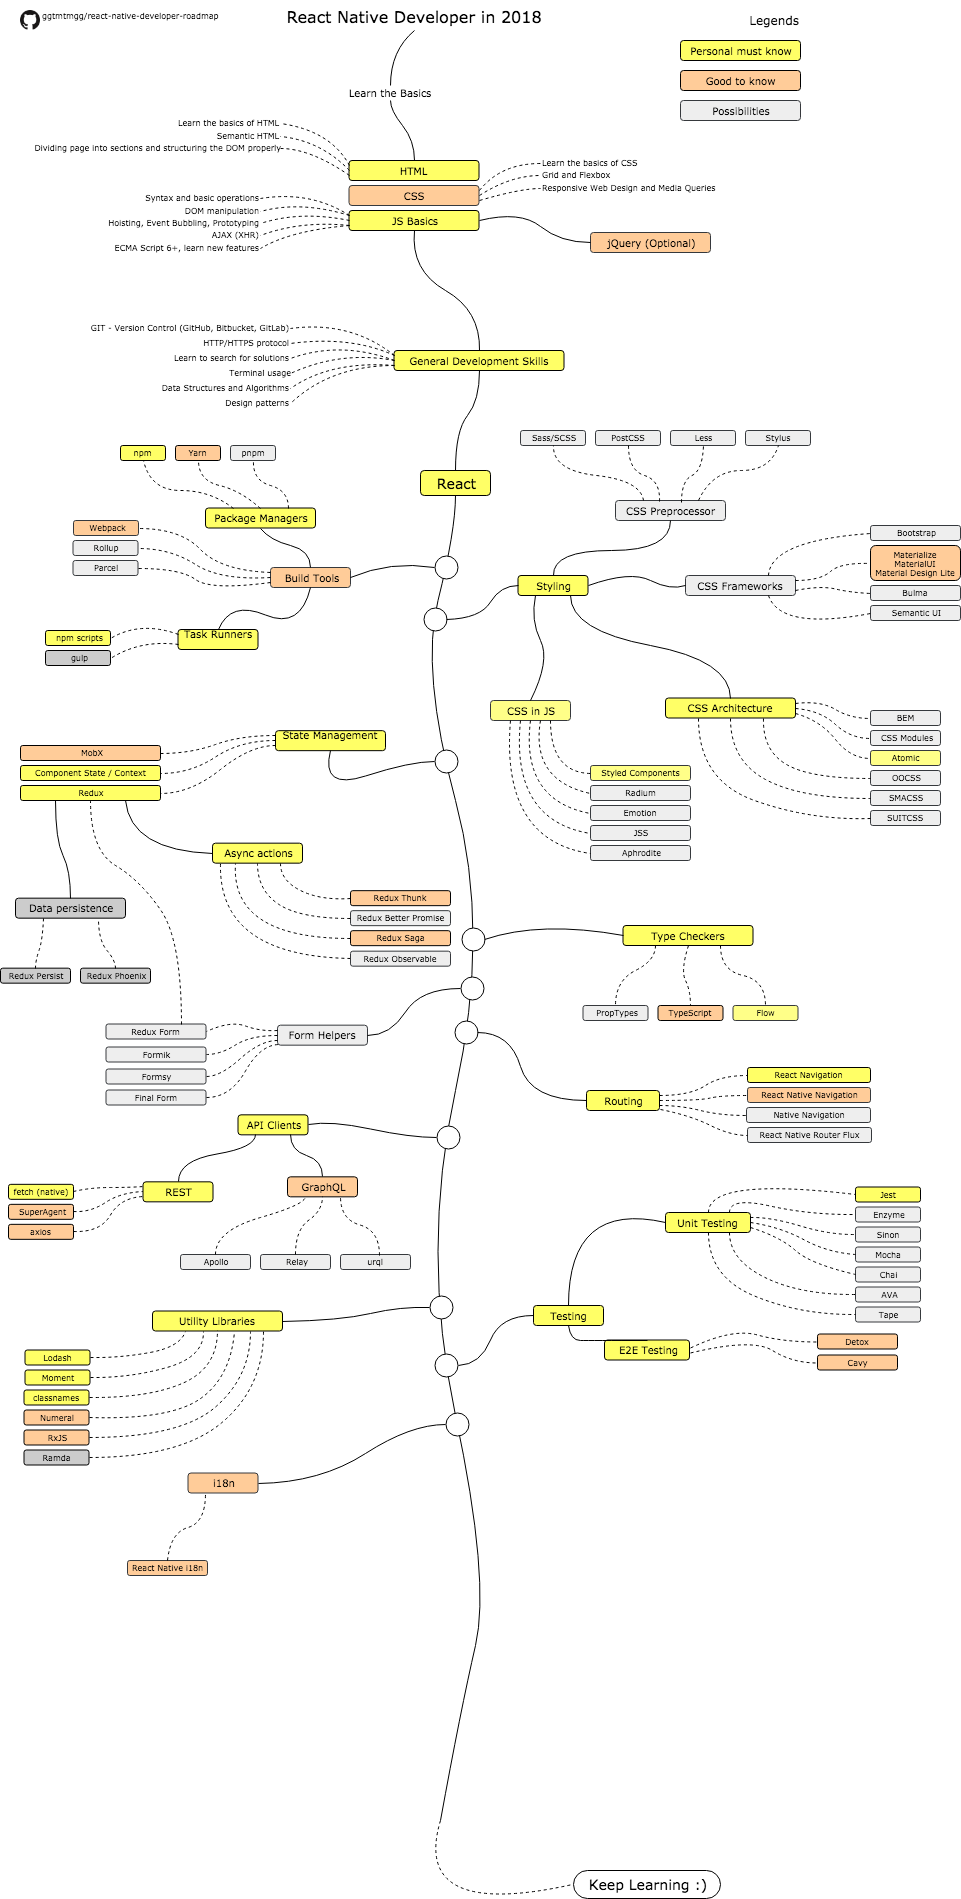 ggtmtmgg/react-native-developer-roadmap
React Native Developer in 2018
Legends
Personal must know
Good to know
Possibilities
Learn the Basics
Learn the basics of HTML
Semantic HTML
Dividing page into sections and structuring the DOM properly
HTML
CSS
JS Basics
Learn the basics of CSS
Grid and Flexbox
Responsive Web Design and Media Queries
Syntax and basic operations
DOM manipulation
Hoisting, Event Bubbling, Prototyping
AJAX (XHR)
ECMA Script 6+, learn new features
jQuery (Optional)
GIT - Version Control (GitHub, Bitbucket, GitLab)
HTTP/HTTPS protocol
Learn to search for solutions
Terminal usage
Data Structures and Algorithms
Design patterns
General Development Skills
React
npm
Yarn
pnpm
Package Managers
Webpack
Rollup
Parcel
Build Tools
Task Runners
npm scripts
gulp
Sass/SCSS
PostCSS
Less
Stylus
CSS Preprocessor
Styling
CSS Frameworks
Bootstrap
Materialize
MaterialUI
Material Design Lite
Bulma
Semantic UI
CSS in JS
Styled Components
Radium
Emotion
JSS
Aphrodite
CSS Architecture
BEM
CSS Modules
Atomic
OOCSS
SMACSS
SUITCSS
State Management
MobX
Component State / Context
Redux
Async actions
Redux Thunk
Redux Better Promise
Redux Saga
Redux Observable
Data persistence
Redux Persist
Redux Phoenix
Type Checkers
PropTypes
TypeScript
Flow
Form Helpers
Redux Form
Formik
Formsy
Final Form
Routing
React Navigation
React Native Navigation
Native Navigation
React Native Router Flux
API Clients
REST
fetch (native)
SuperAgent
axios
GraphQL
Apollo
Relay
urql
Unit Testing
Jest
Enzyme
Sinon
Mocha
Chai
AVA
Tape
Testing
E2E Testing
Detox
Cavy
Utility Libraries
Lodash
Moment
classnames
Numeral
RxJS
Ramda
i18n
React Native i18n
Keep Learning :)